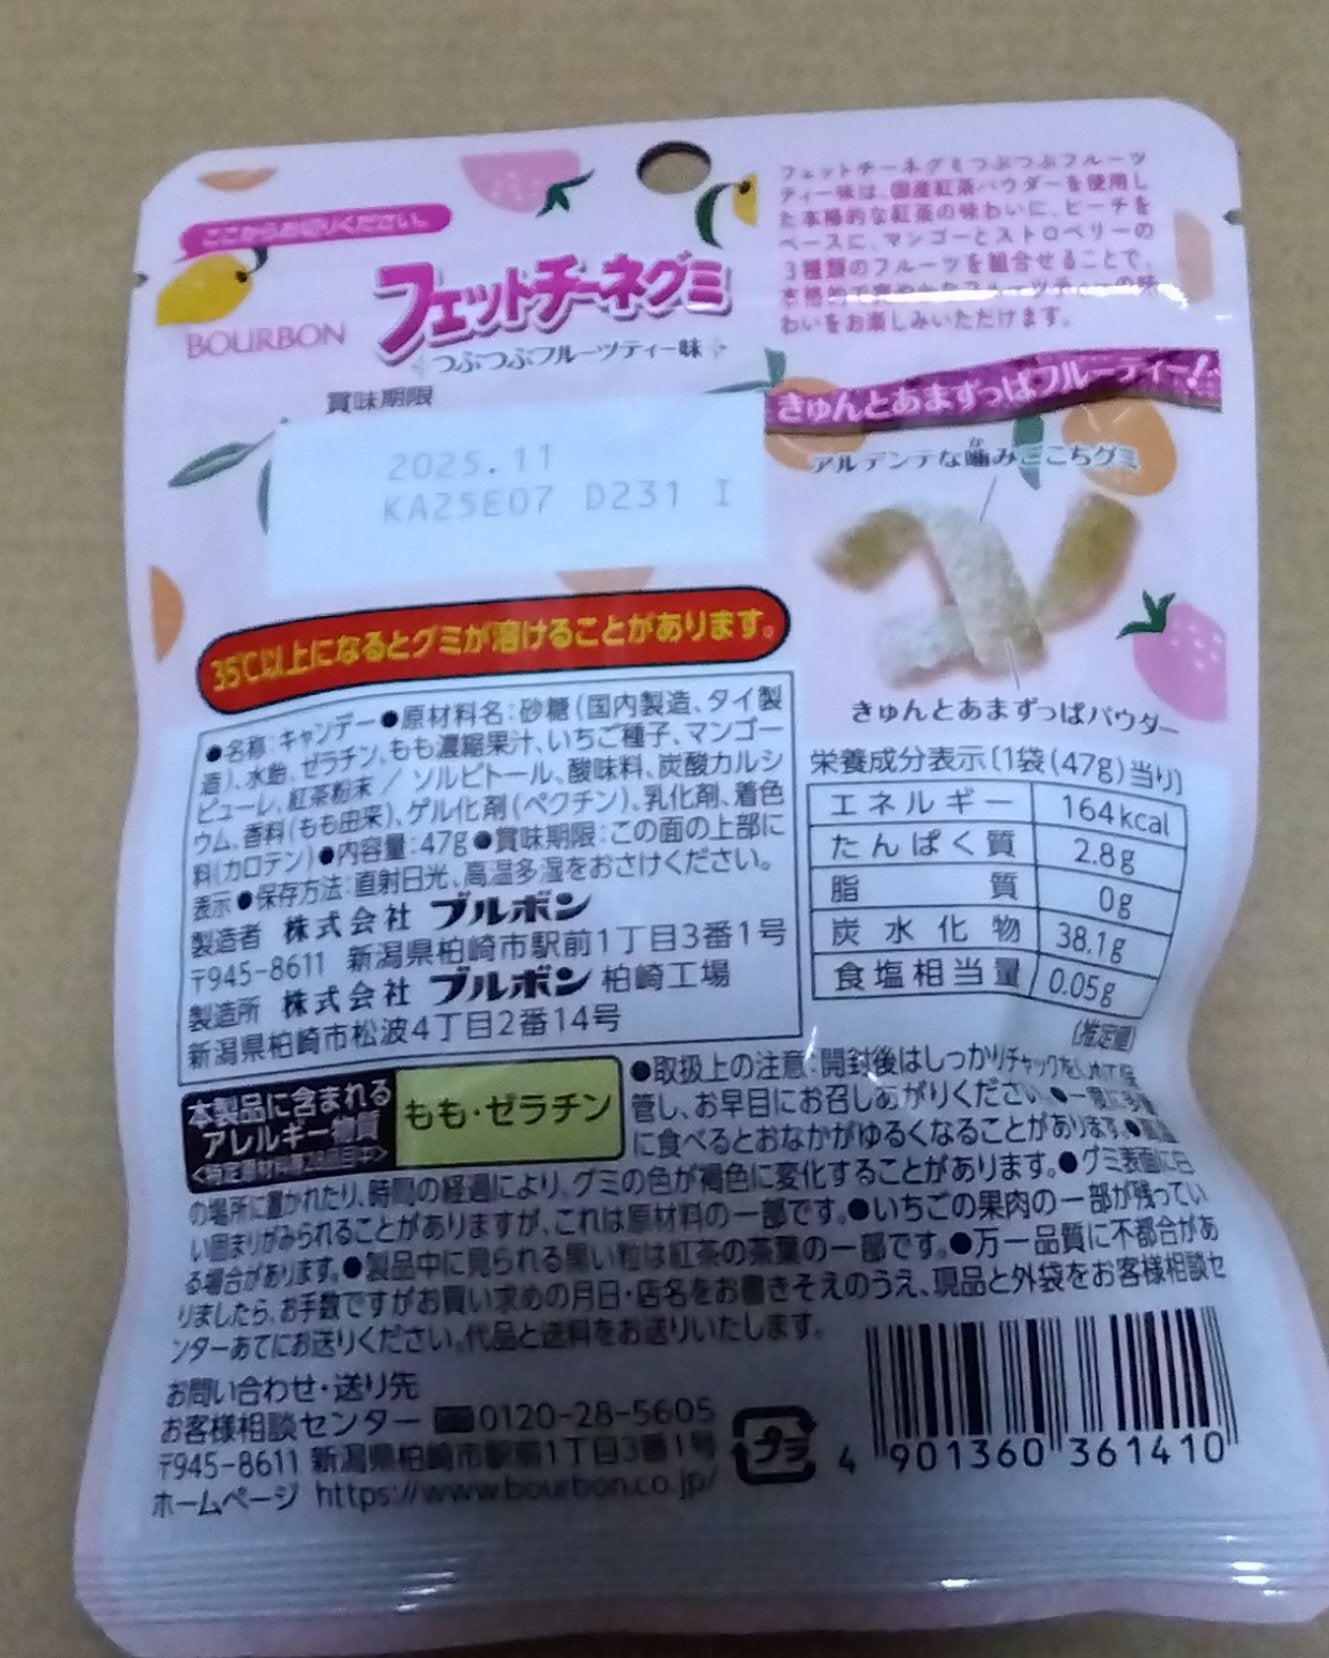 ここからお切りください。
BOURBON
フェットチーネグミ
つぶつぶフルーツティー味
賞味期限
2025.11
KA25E07 D231 I
フェットチーネグミつぶつぶフルーツ
ティー味は、国産紅茶パウダーを使用し
た本格的な紅茶の味わいに、ピーチを
ベースに、マンゴーとストロベリーの
3種類のフルーツを組合せることで、
本格的で爽やかなフルーツティーの味
わいをお楽しみいただけます。
きゅんとあまずっぱフルーティー!
アルデンテな噛みごこちグミ
きゅんとあまずっぱパウダー
35℃以上になるとグミが溶けることがあります。
●名称:キャンデー●原材料名:砂糖(国内製造、タイ製
造)、水飴、ゼラチン、もも濃縮果汁、いちご種子、マンゴー
ピューレ、紅茶粉末/ソルビトール、酸味料、炭酸カルシ
ウム、香料(もも由来)、ゲル化剤(ペクチン)、乳化剤、着色
料(カロテン)●内容量:47g●賞味期限:この面の上部に
表示●保存方法:直射日光、高温多湿をおさけください。
製造者 株式会社ブルボン
〒945-8611 新潟県柏崎市駅前1丁目3番1号
製造所 株式会社ブルボン 柏崎工場
新潟県柏崎市松波4丁目2番14号
栄養成分表示〔1袋(47g)当り〕
エネルギー 164kcal
たんぱく質 2.8g
脂質 0g
炭水化物 38.1g
食塩相当量 0.05g
(推定値)
本製品に含まれる
アレルギー物質
<特定原材料等28品目中>
もも・ゼラチン
●取扱上の注意:開封後はしっかりチャックをしめて保
管し、お早目にお召しあがりください。●一度に多量
に食べるとおなかがゆるくなることがあります。●高温
の場所に置かれたり、時間の経過により、グミの色が褐色に変化することがあります。●グミ表面に白
い固まりがみられることがありますが、これは原材料の一部です。●いちごの果肉の一部が残ってい
る場合があります。●製品中に見られる黒い粒は紅茶の茶葉の一部です。●万一品質に不都合があ
りましたら、お手数ですがお買い求めの月日・店名をお書きそえのうえ、現品と外袋をお客様相談セ
ンターあてにお送りください。代品と送料をお送りいたします。
お問い合わせ・送り先
お客様相談センター 0120-28-5605
〒945-8611 新潟県柏崎市駅前1丁目3番1号
ホームページ https://www.bourbon.co.jp/
プラ
4 901360 361410